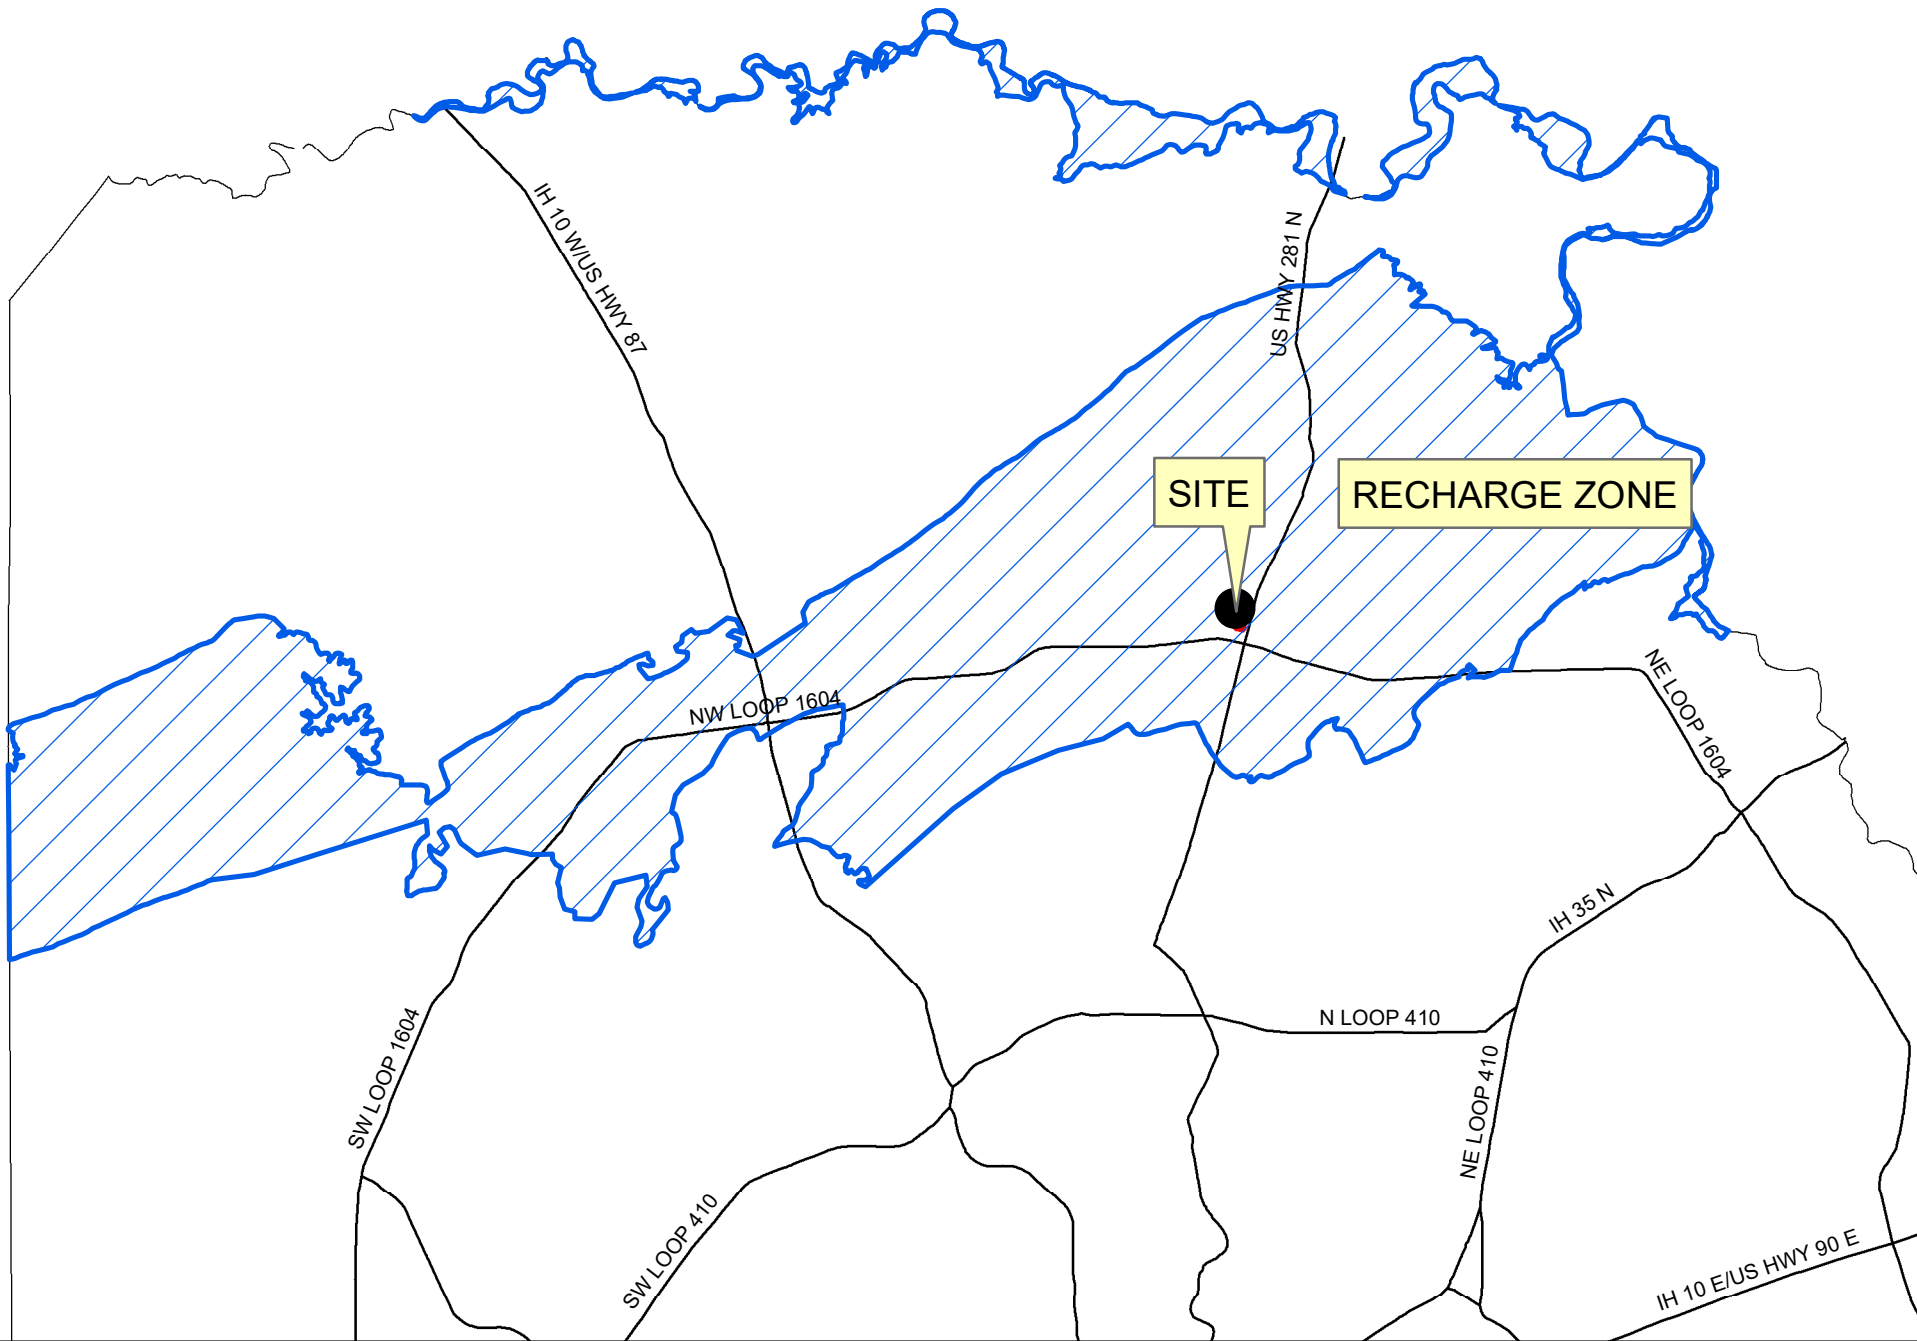 IH 10 W/US HWY 87
US HWY 281 N
SITE
RECHARGE ZONE
NW LOOP 1604
NE LOOP 1604
IH 35 N
N LOOP 410
SW LOOP 1604
NE LOOP 410
SW LOOP 410
IH 10 E/US HWY 90 E